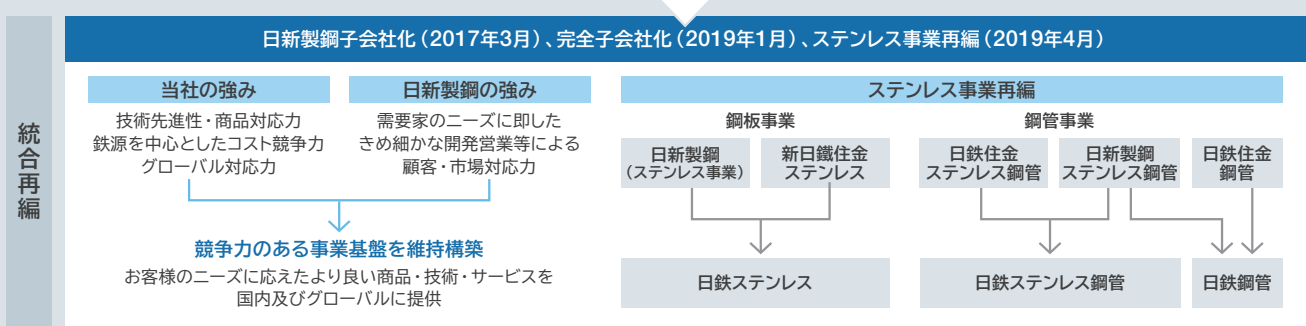 統合再編
日新製鋼子会社化（2017年3月）、完全子会社化（2019年1月）、ステンレス事業再編（2019年4月）
当社の強み
技術先進性・商品対応力
鉄源を中心としたコスト競争力
グローバル対応力
日新製鋼の強み
需要家のニーズに即した
きめ細かな開発営業等による
顧客・市場対応力
競争力のある事業基盤を維持構築
お客様のニーズに応えたより良い商品・技術・サービスを
国内及びグローバルに提供
ステンレス事業再編
鋼板事業
日新製鋼
（ステンレス事業）
新日鐵住金
ステンレス
日鉄ステンレス
鋼管事業
日鉄住金
ステンレス鋼管
日新製鋼
ステンレス鋼管
日鉄住金
鋼管
日鉄ステンレス鋼管
日鉄鋼管